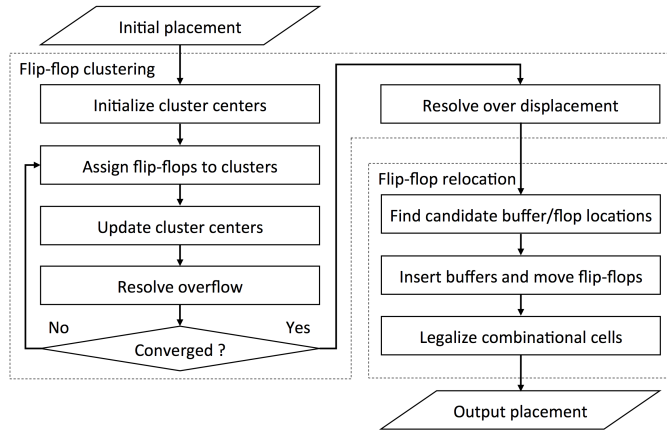 Initial placement
Flip-flop clustering
Initialize cluster centers
Assign flip-flops to clusters
Update cluster centers
Resolve overflow
No
Yes
Converged ?
Resolve over displacement
Flip-flop relocation
Find candidate buffer/flop locations
Insert buffers and move flip-flops
Legalize combinational cells
Output placement